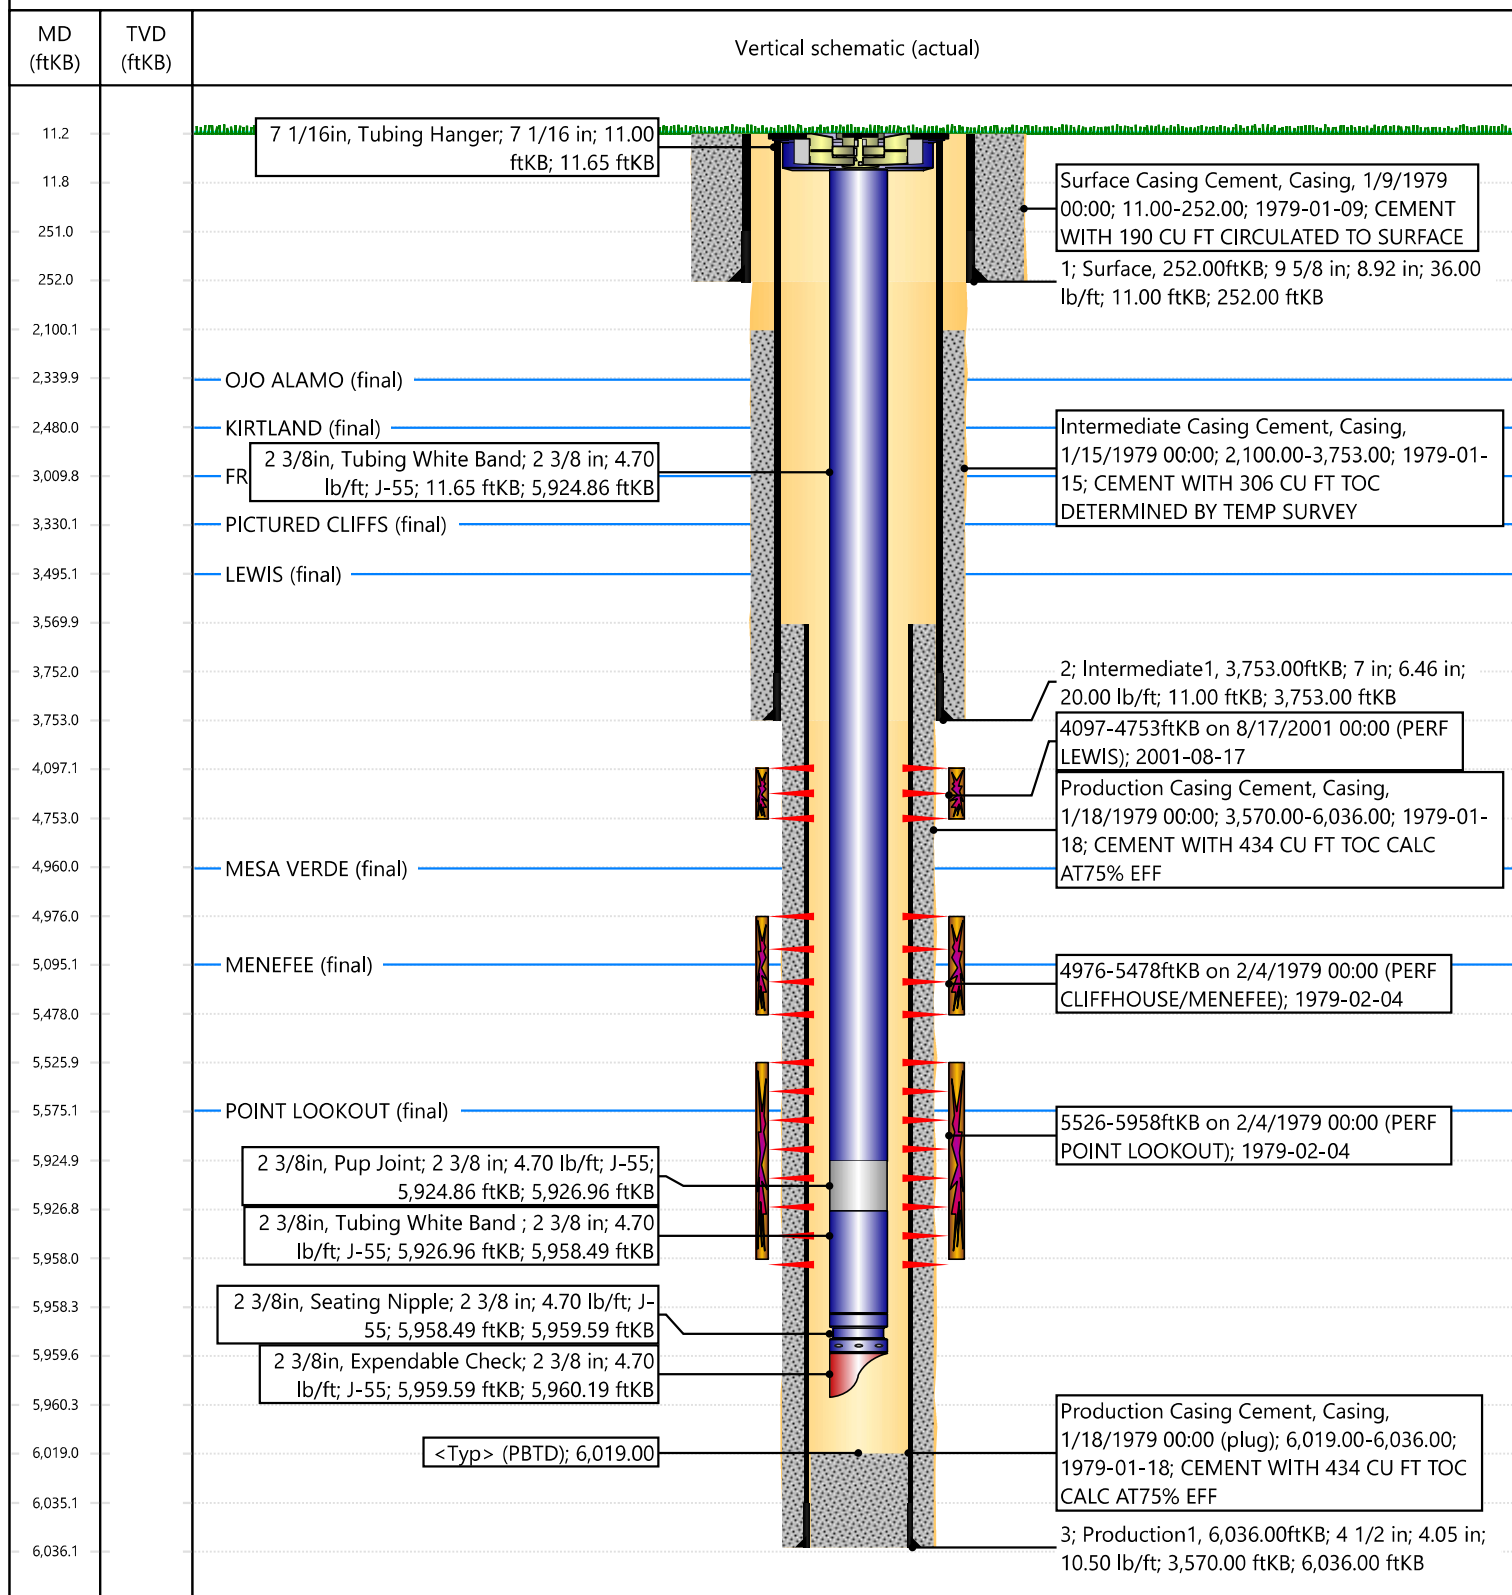 MD
(ftKB)
TVD
(ftKB)
Vertical schematic (actual)
11.2
11.8
251.0
252.0
2,100.1
2,339.9
2,480.0
3,009.8
3,330.1
3,495.1
3,569.9
3,752.0
3,753.0
4,097.1
4,753.0
4,960.0
4,976.0
5,095.1
5,478.0
5,525.9
5,575.1
5,924.9
5,926.8
5,958.0
5,958.3
5,959.6
5,960.3
6,019.0
6,035.1
6,036.1
7 1/16in, Tubing Hanger; 7 1/16 in; 11.00
ftKB; 11.65 ftKB
OJO ALAMO (final)
KIRTLAND (final)
2 3/8in, Tubing White Band; 2 3/8 in; 4.70
lb/ft; J-55; 11.65 ftKB; 5,924.86 ftKB
FR
PICTURED CLIFFS (final)
LEWIS (final)
MESA VERDE (final)
MENEFEE (final)
POINT LOOKOUT (final)
2 3/8in, Pup Joint; 2 3/8 in; 4.70 lb/ft; J-55;
5,924.86 ftKB; 5,926.96 ftKB
2 3/8in, Tubing White Band ; 2 3/8 in; 4.70
lb/ft; J-55; 5,926.96 ftKB; 5,958.49 ftKB
2 3/8in, Seating Nipple; 2 3/8 in; 4.70 lb/ft; J-
55; 5,958.49 ftKB; 5,959.59 ftKB
2 3/8in, Expendable Check; 2 3/8 in; 4.70
lb/ft; J-55; 5,959.59 ftKB; 5,960.19 ftKB
<Typ> (PBTD); 6,019.00
Surface Casing Cement, Casing, 1/9/1979
00:00; 11.00-252.00; 1979-01-09; CEMENT
WITH 190 CU FT CIRCULATED TO SURFACE
1; Surface, 252.00ftKB; 9 5/8 in; 8.92 in; 36.00
lb/ft; 11.00 ftKB; 252.00 ftKB
Intermediate Casing Cement, Casing,
1/15/1979 00:00; 2,100.00-3,753.00; 1979-01-
15; CEMENT WITH 306 CU FT TOC
DETERMINED BY TEMP SURVEY
2; Intermediate1, 3,753.00ftKB; 7 in; 6.46 in;
20.00 lb/ft; 11.00 ftKB; 3,753.00 ftKB
4097-4753ftKB on 8/17/2001 00:00 (PERF
LEWIS); 2001-08-17
Production Casing Cement, Casing,
1/18/1979 00:00; 3,570.00-6,036.00; 1979-01-
18; CEMENT WITH 434 CU FT TOC CALC
AT75% EFF
4976-5478ftKB on 2/4/1979 00:00 (PERF
CLIFFHOUSE/MENEFEE); 1979-02-04
5526-5958ftKB on 2/4/1979 00:00 (PERF
POINT LOOKOUT); 1979-02-04
Production Casing Cement, Casing,
1/18/1979 00:00 (plug); 6,019.00-6,036.00;
1979-01-18; CEMENT WITH 434 CU FT TOC
CALC AT75% EFF
3; Production1, 6,036.00ftKB; 4 1/2 in; 4.05 in;
10.50 lb/ft; 3,570.00 ftKB; 6,036.00 ftKB